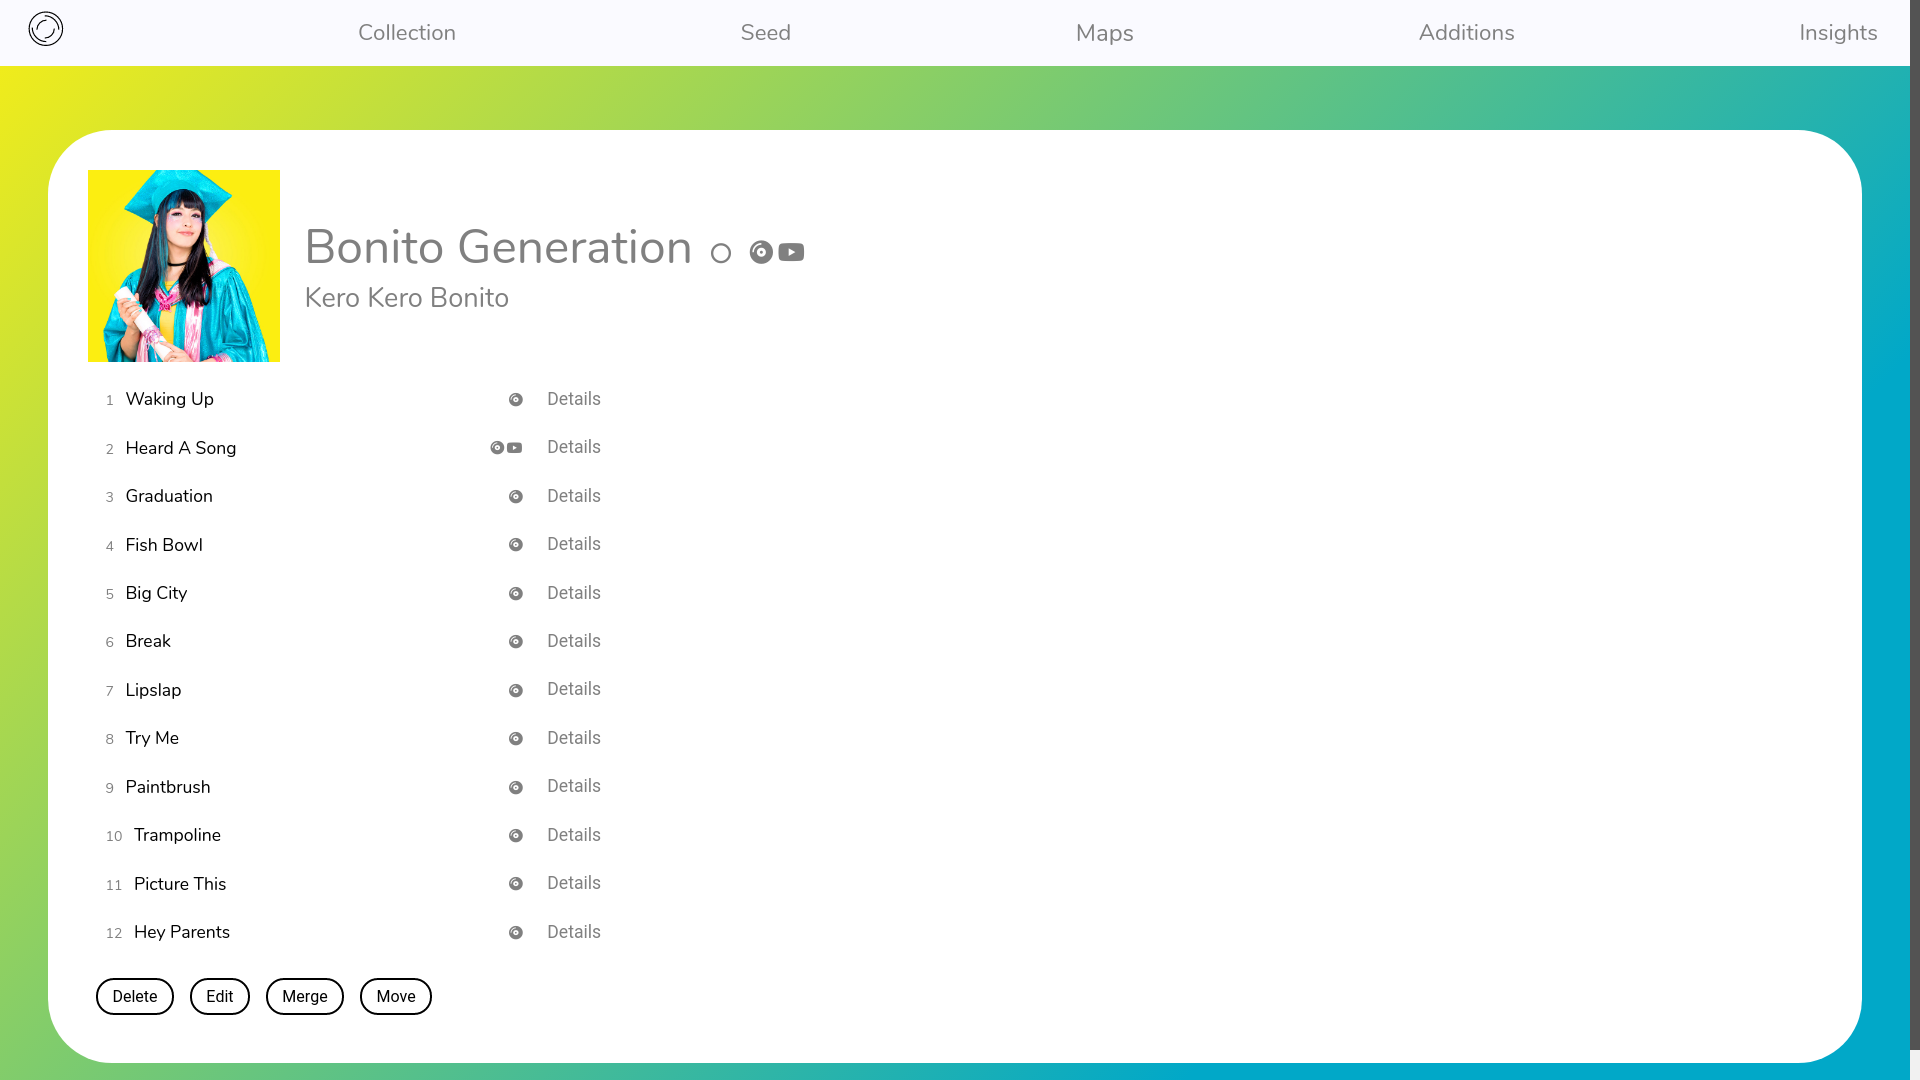 Collection Seed Maps Additions Insights
Bonito Generation
Kero Kero Bonito
1 Waking Up Details
2 Heard A Song Details
3 Graduation Details
4 Fish Bowl Details
5 Big City Details
6 Break Details
7 Lipslap Details
8 Try Me Details
9 Paintbrush Details
10 Trampoline Details
11 Picture This Details
12 Hey Parents Details
Delete Edit Merge Move